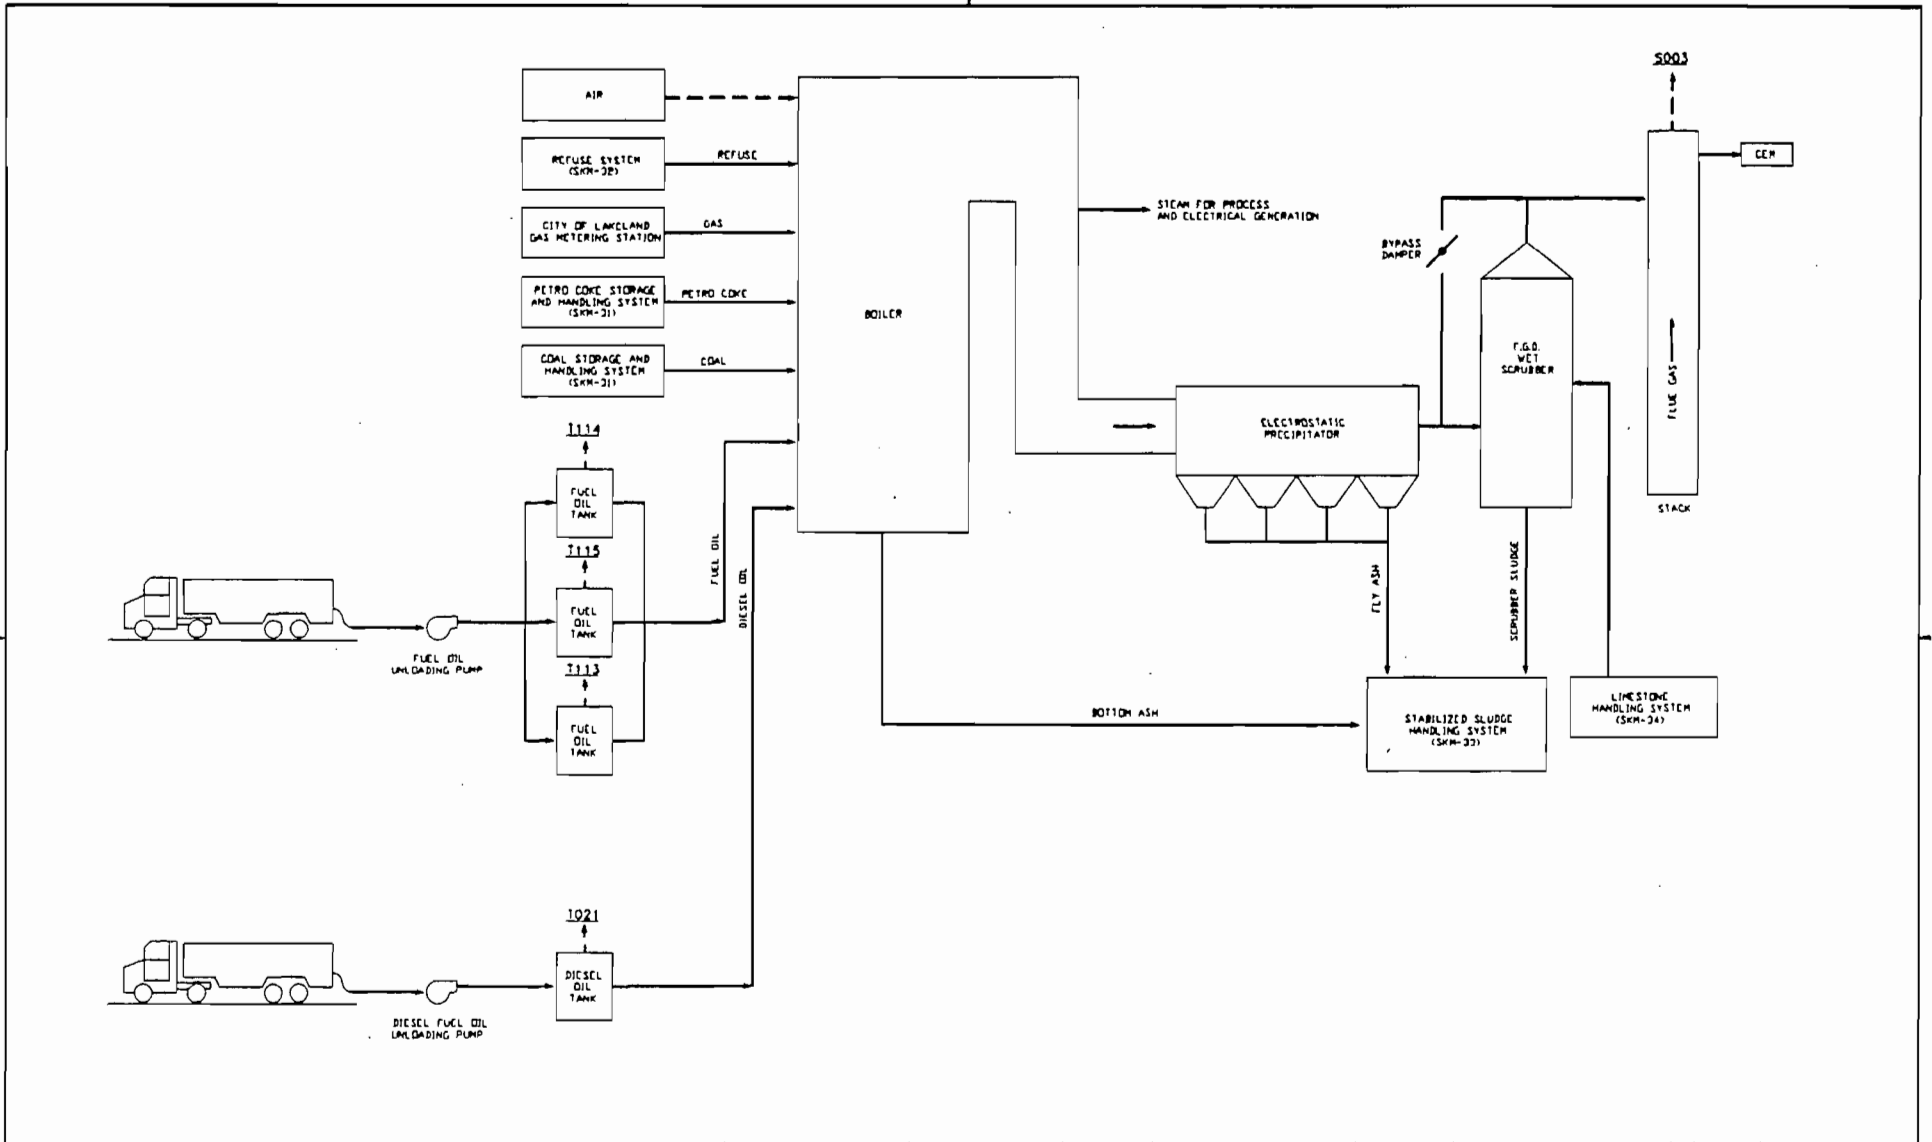 S003
AIR
CEM
REFUSE SYSTEM
(SKM-32)
REFUSE
STEAM FOR PROCESS
AND ELECTRICAL GENERATION
CITY OF LAKELAND
GAS METERING STATION
GAS
BYPASS
DAMPER
PETRO COKE STORAGE
AND HANDLING SYSTEM
(SKM-31)
PETRO COKE
BOILER
F.G.D.
WET
SCRUBBER
FLUE GAS
COAL STORAGE AND
HANDLING SYSTEM
(SKM-31)
COAL
ELECTROSTATIC
PRECIPITATOR
T114
FUEL
OIL
TANK
STACK
T115
FUEL
OIL
TANK
FUEL OIL
DIESEL OIL
FLY ASH
SCRUBBER SLUDGE
FUEL OIL
UNLOADING PUMP
T113
FUEL
OIL
TANK
BOTTOM ASH
STABILIZED SLUDGE
HANDLING SYSTEM
(SKM-33)
LIMESTONE
HANDLING SYSTEM
(SKM-34)
T021
DIESEL
OIL
TANK
DIESEL FUEL OIL
UNLOADING PUMP